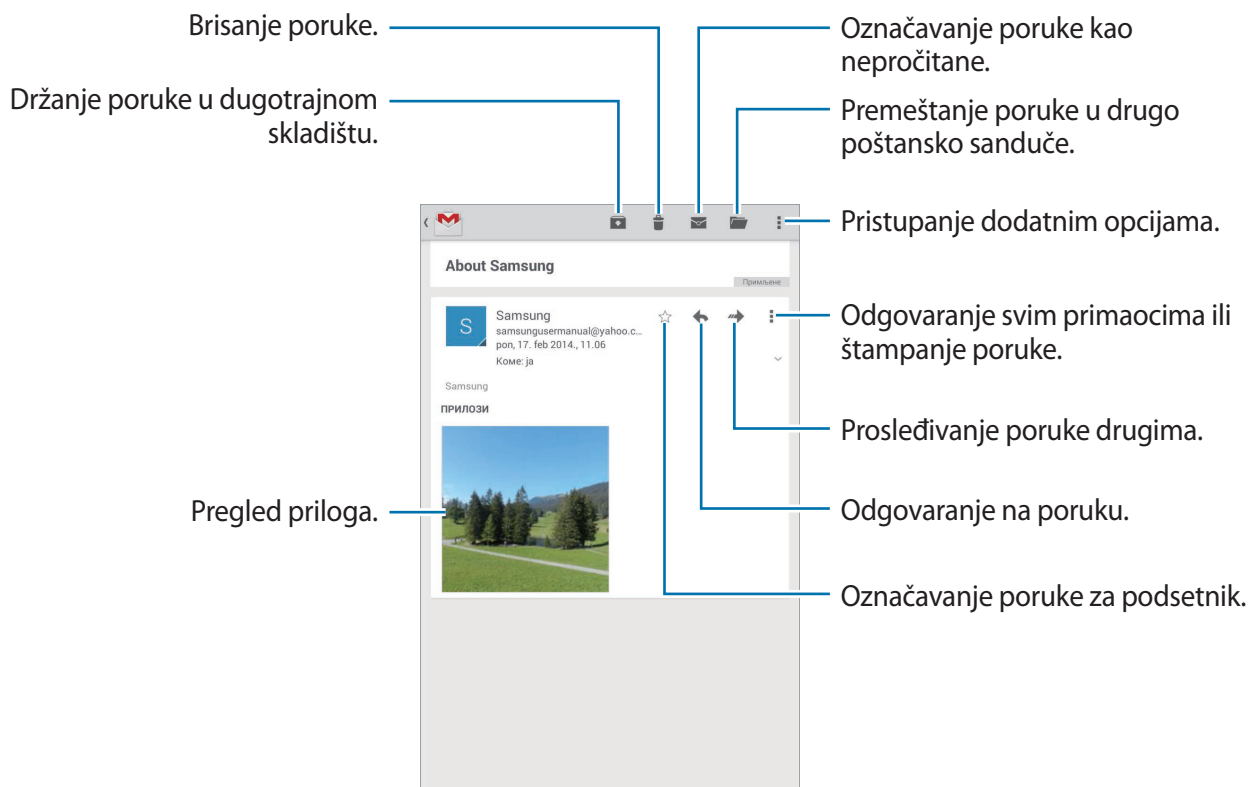 Brisanje poruke.
Držanje poruke u dugotrajnom
skladištu.
Označavanje poruke kao
nepročitane.
Premeštanje poruke u drugo
poštansko sanduče.
Pristupanje dodatnim opcijama.
About Samsung
Примљене
S
Samsung
samsungusermanual@yahoo.c...
pon, 17. feb 2014., 11.06
Коме: ja
Samsung
ПРИЛОЗИ
Odgovaranje svim primaocima ili
štampanje poruke.
Prosleđivanje poruke drugima.
Pregled priloga.
Odgovaranje na poruku.
Označavanje poruke za podsetnik.